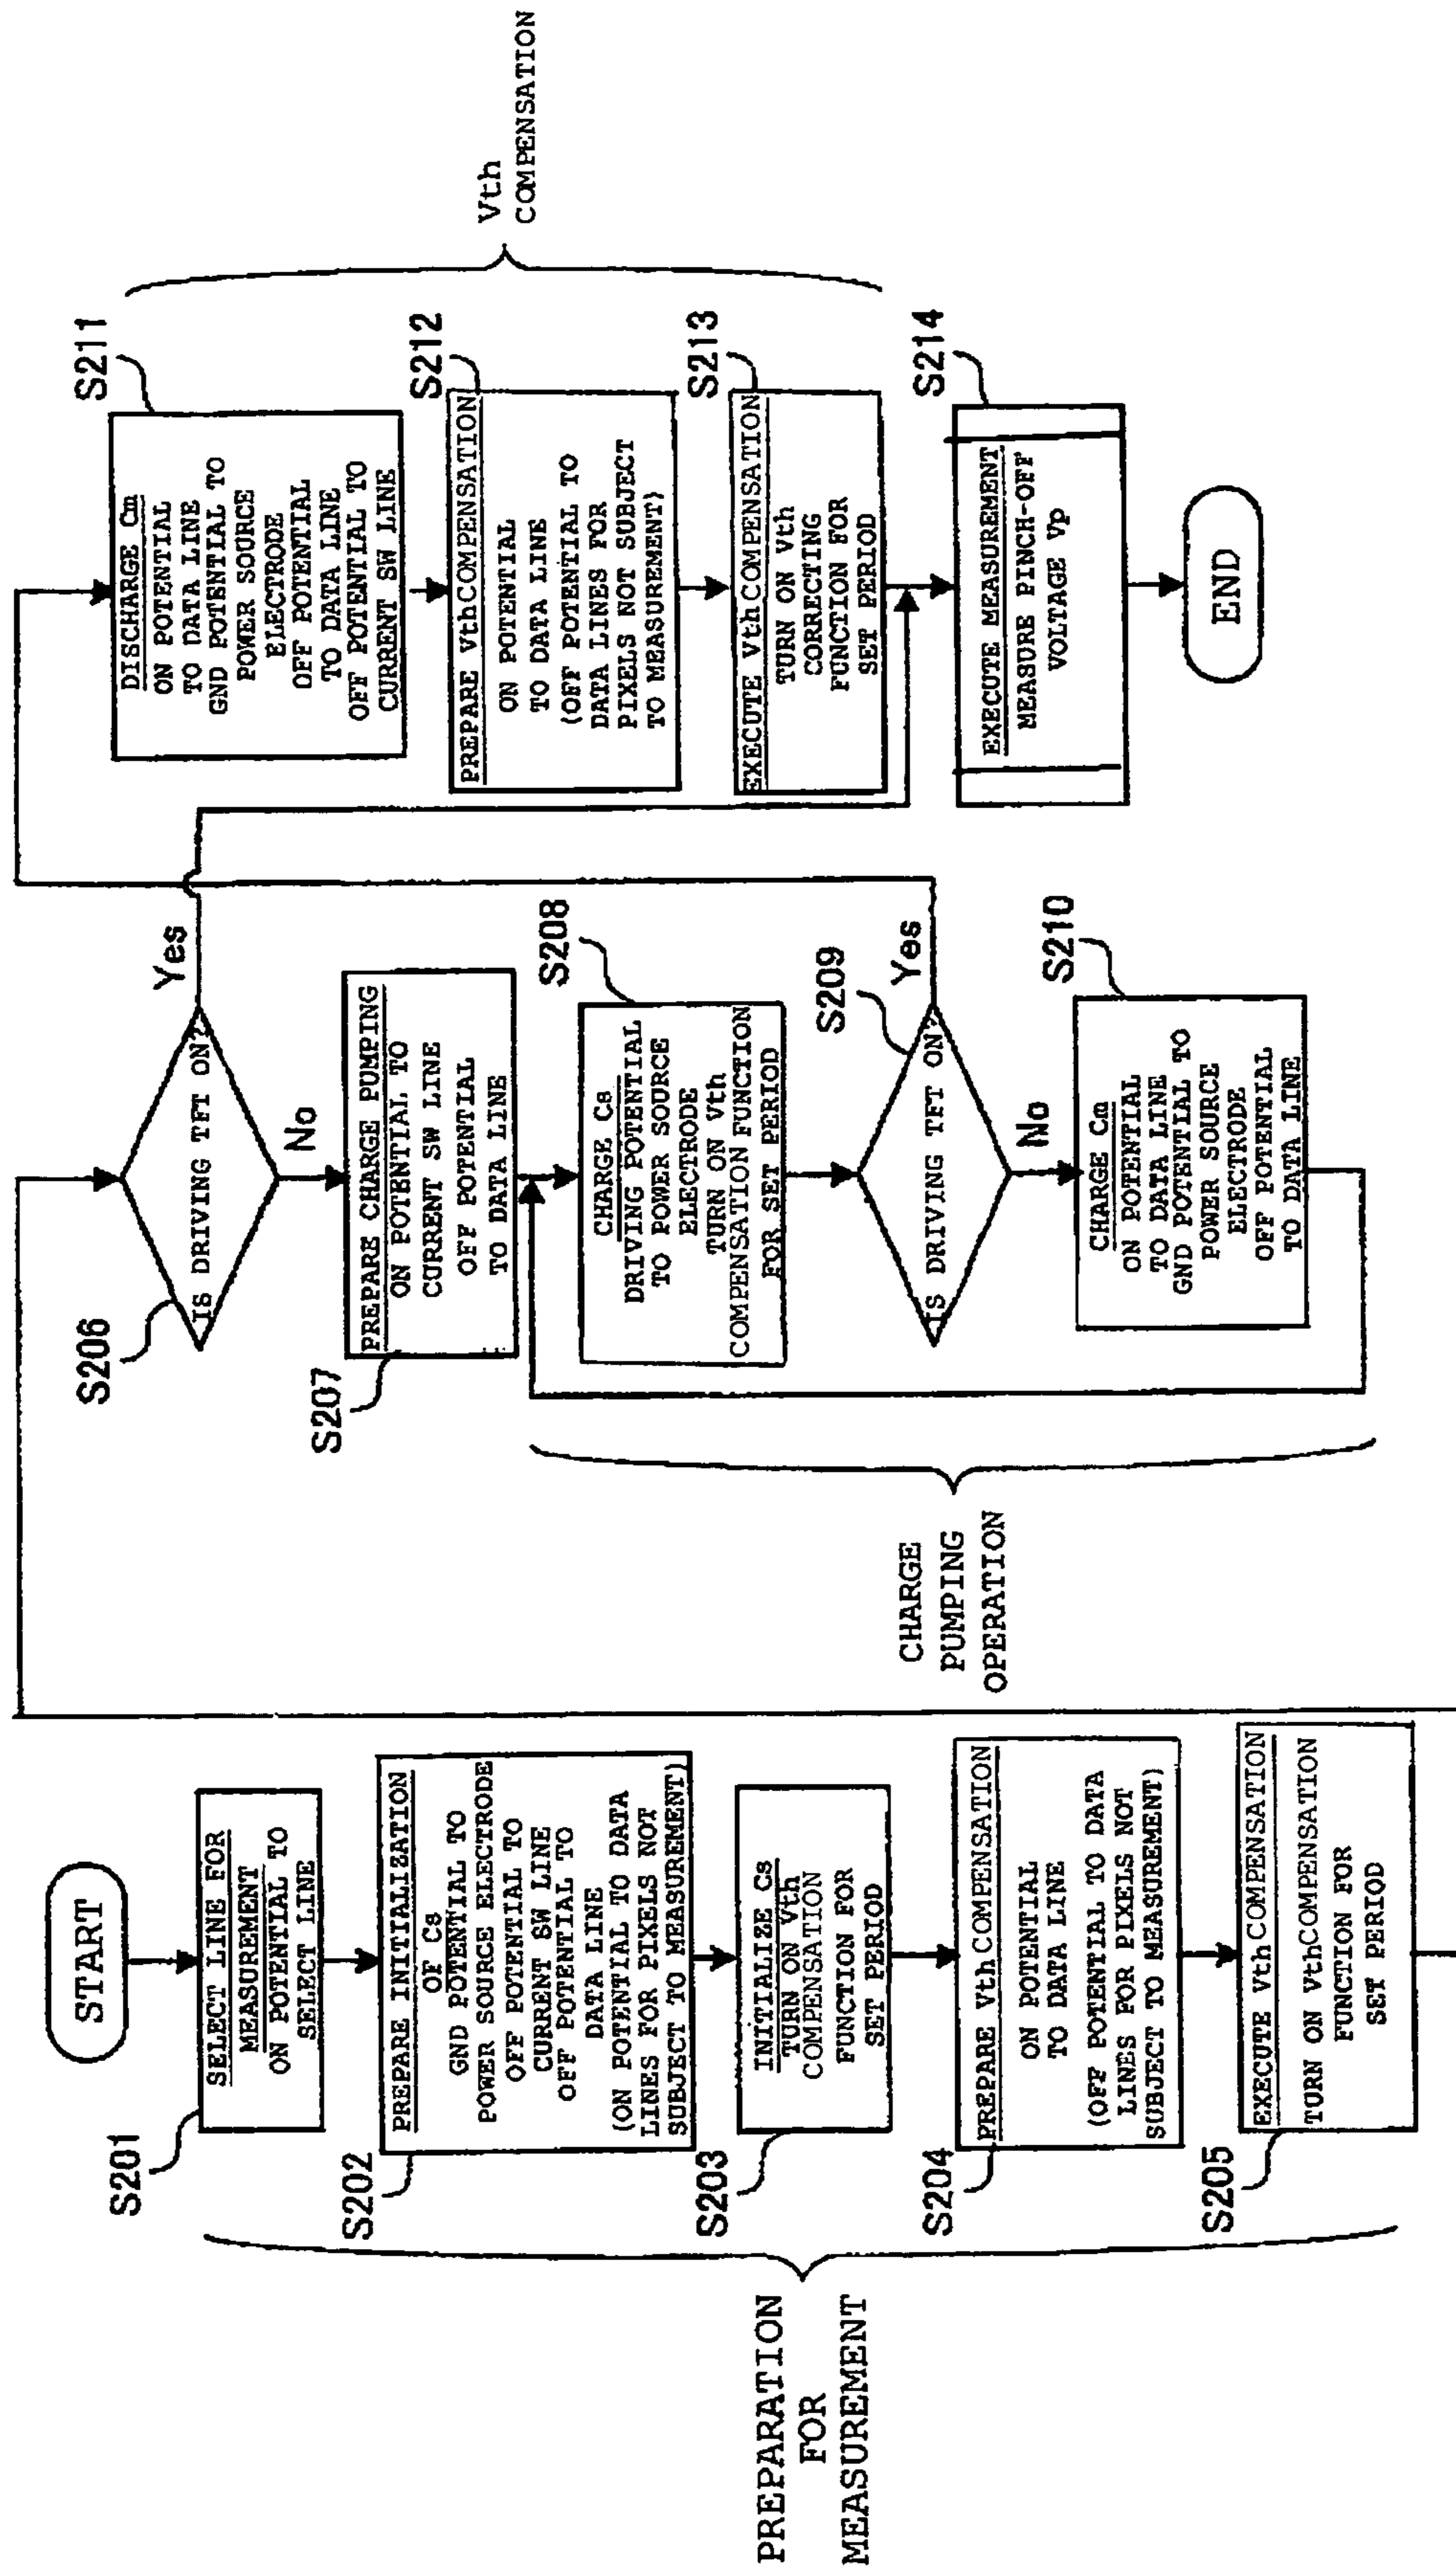 START
S201
SELECT LINE FOR
MEASUREMENT
ON POTENTIAL TO
SELECT LINE
S202
PREPARE INITIALIZATION
OF Cs
GND POTENTIAL TO
POWER SOURCE ELECTRODE
OFF POTENTIAL TO
CURRENT SW LINE
OFF POTENTIAL TO
DATA LINE
(ON POTENTIAL TO DATA
LINES FOR PIXELS NOT
SUBJECT TO MEASUREMENT)
S203
INITIALIZE Cs
TURN ON Vth
COMPENSATION
FUNCTION FOR
SET PERIOD
S204
PREPARE Vth COMPENSATION
ON POTENTIAL
TO DATA LINE
(OFF POTENTIAL TO DATA
LINES FOR PIXELS NOT
SUBJECT TO MEASUREMENT)
S205
EXECUTE Vth COMPENSATION
TURN ON Vth COMPENSATION
FUNCTION FOR
SET PERIOD
PREPARATION
FOR
MEASUREMENT
S206
IS DRIVING TFT ON?
Yes
No
S207
PREPARE CHARGE PUMPING
ON POTENTIAL TO
CURRENT SW LINE
OFF POTENTIAL
TO DATA LINE
S208
CHARGE Cs
DRIVING POTENTIAL
TO POWER SOURCE
ELECTRODE
TURN ON Vth
COMPENSATION FUNCTION
FOR SET PERIOD
S209
IS DRIVING TFT ON?
Yes
No
S210
CHARGE Cm
ON POTENTIAL
TO DATA LINE
GND POTENTIAL TO
POWER SOURCE
ELECTRODE
OFF POTENTIAL
TO DATA LINE
CHARGE
PUMPING
OPERATION
S211
DISCHARGE Cm
ON POTENTIAL
TO DATA LINE
GND POTENTIAL TO
POWER SOURCE
ELECTRODE
OFF POTENTIAL
TO DATA LINE
OFF POTENTIAL TO
CURRENT SW LINE
S212
PREPARE Vth COMPENSATION
ON POTENTIAL
TO DATA LINE
(OFF POTENTIAL TO
DATA LINES FOR
PIXELS NOT SUBJECT
TO MEASUREMENT)
S213
EXECUTE Vth COMPENSATION
TURN ON Vth
CORRECTING
FUNCTION FOR
SET PERIOD
Vth
COMPENSATION
S214
EXECUTE MEASUREMENT
MEASURE PINCH-OFF
VOLTAGE Vp
END